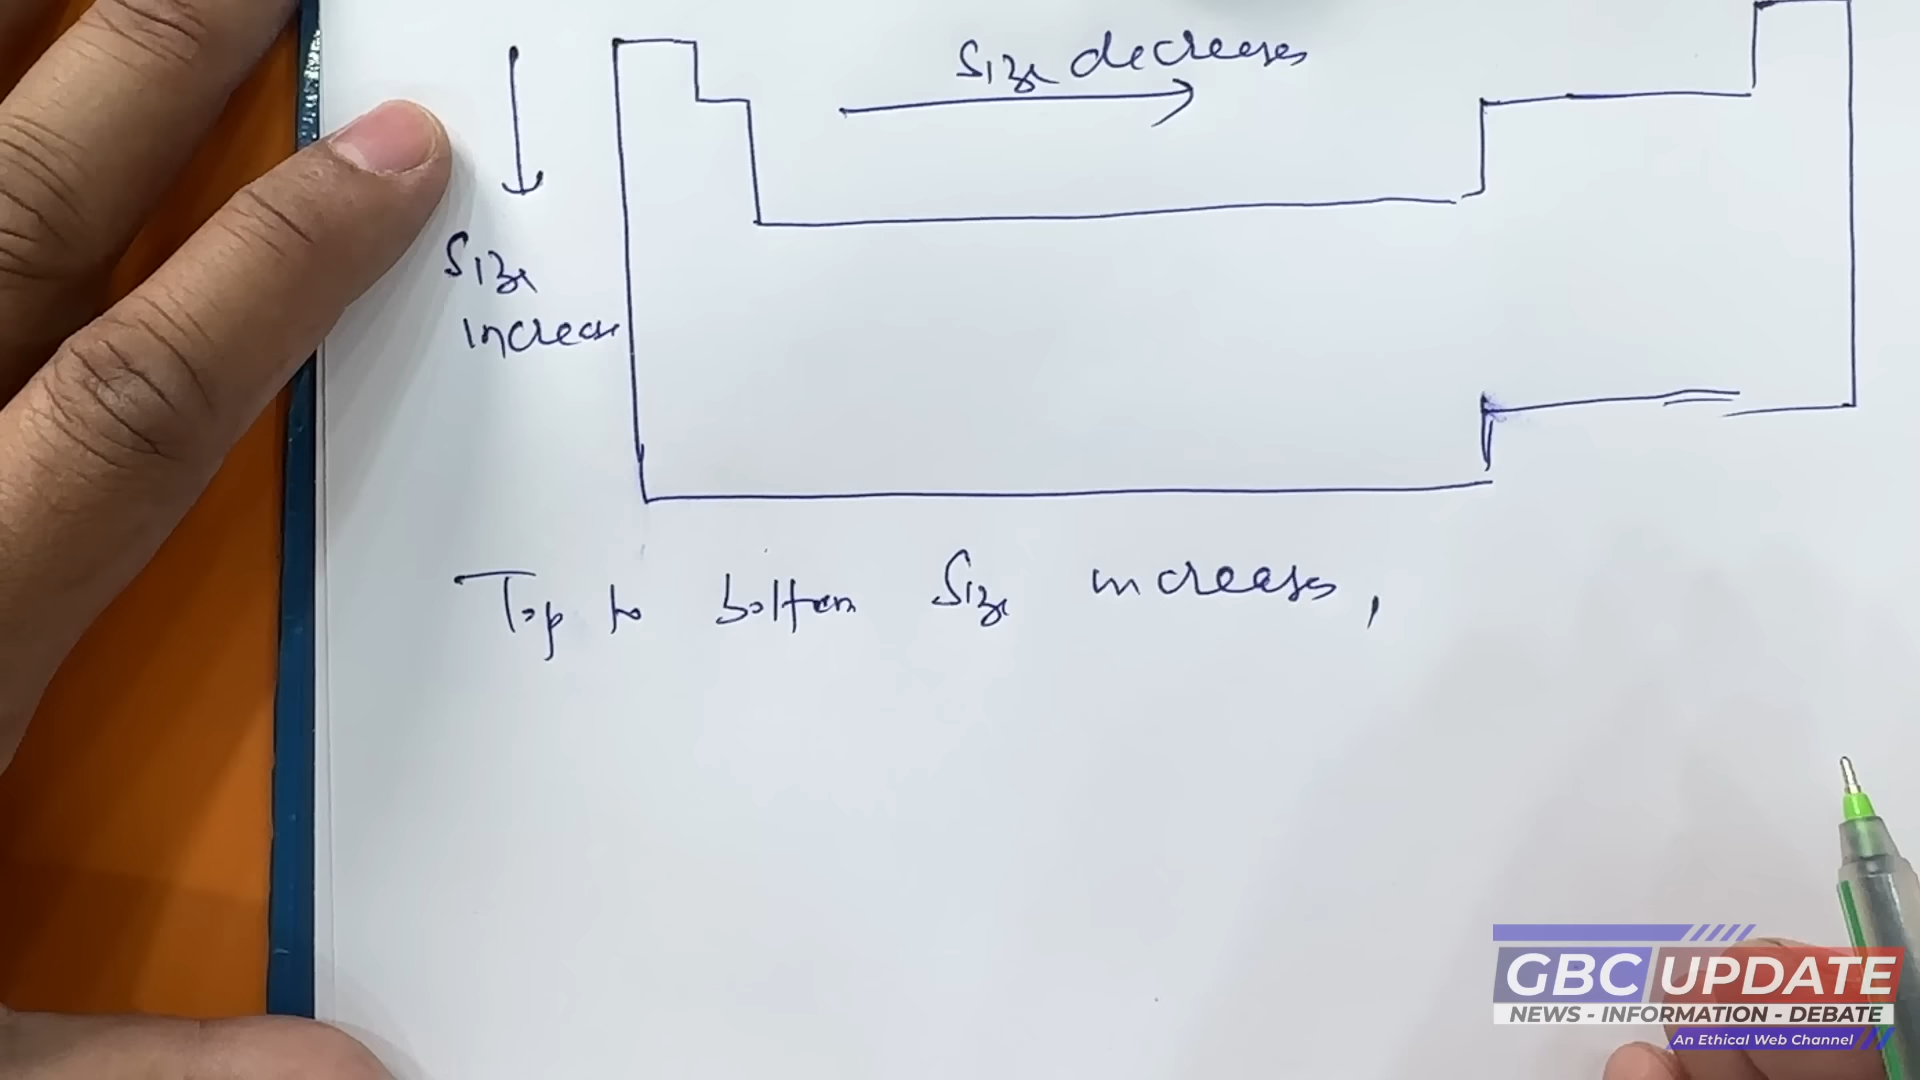 Size decreases
Size
increase
Top to bottom Size increases,
GBC UPDATE
NEWS - INFORMATION - DEBATE
An Ethical Web Channel